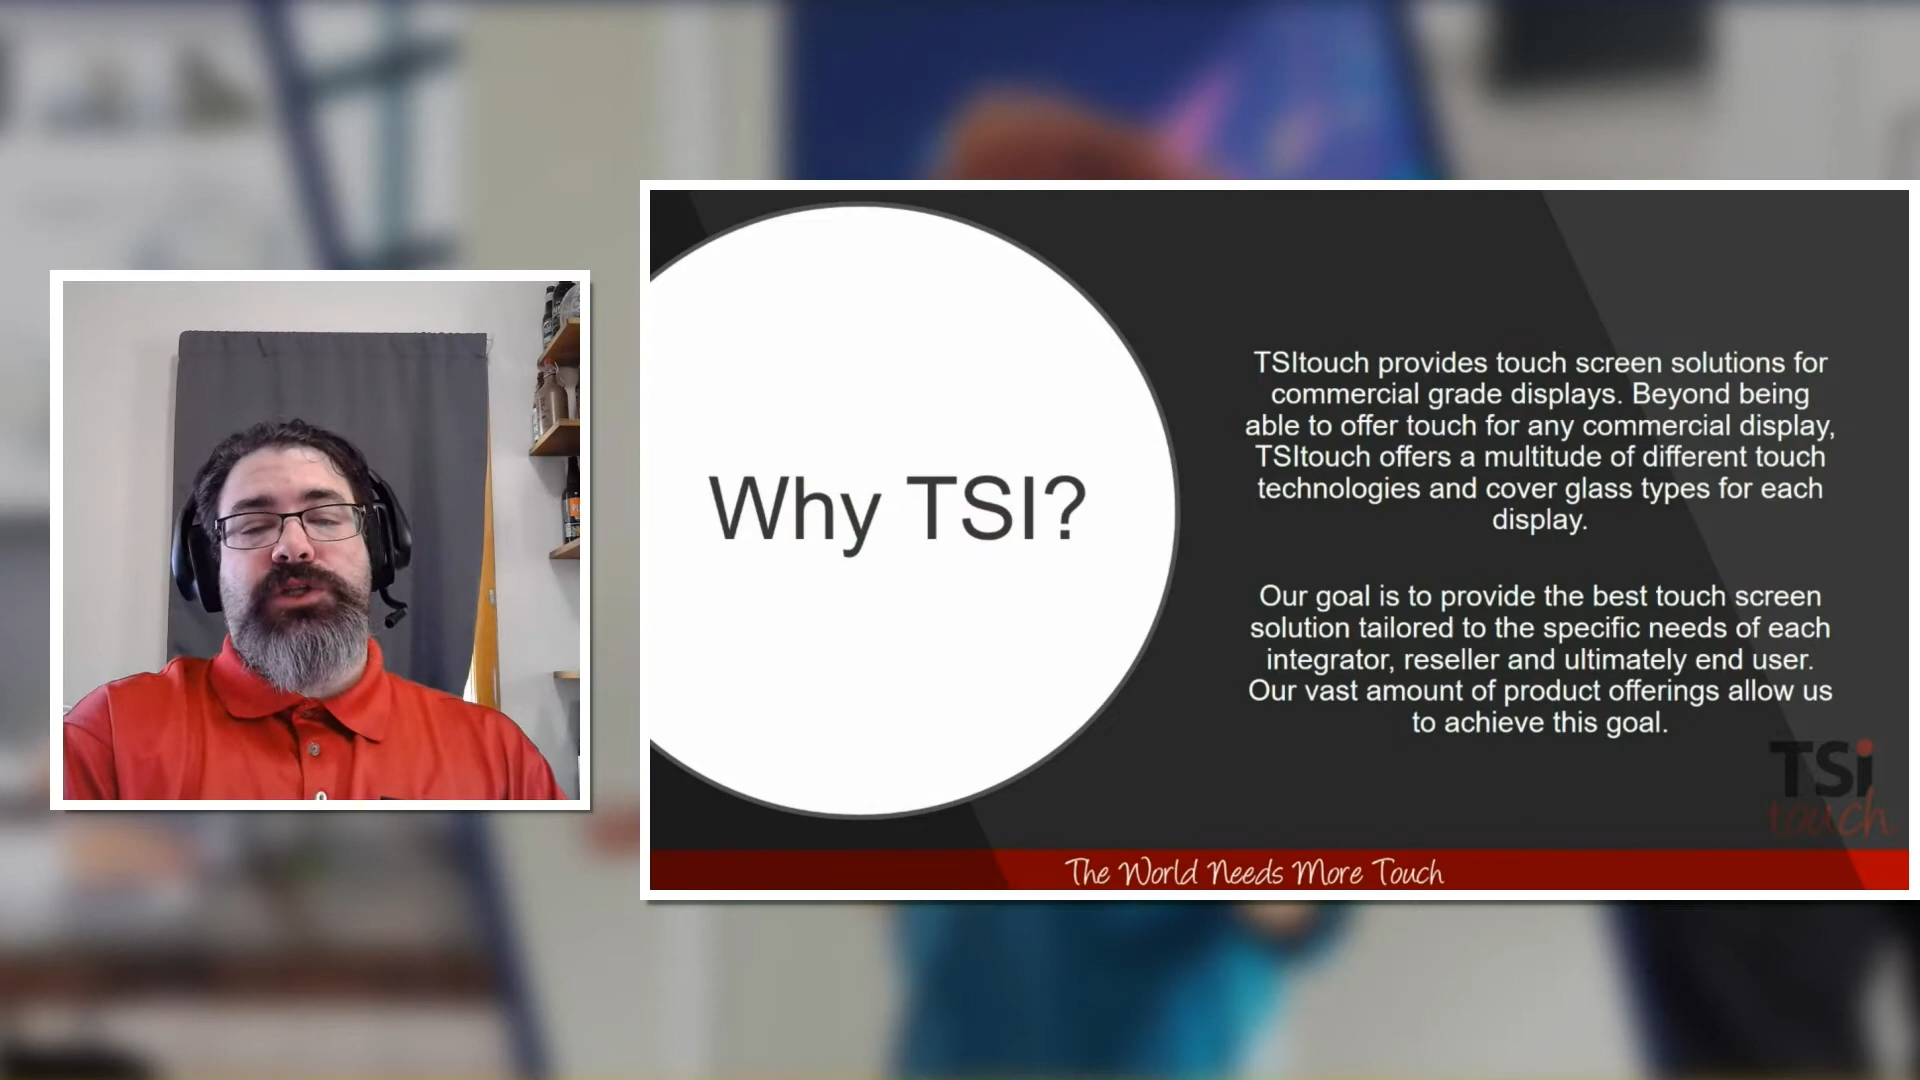 Why TSI?
TSItouch provides touch screen solutions for
commercial grade displays. Beyond being
able to offer touch for any commercial display,
TSItouch offers a multitude of different touch
technologies and cover glass types for each
display.
Our goal is to provide the best touch screen
solution tailored to the specific needs of each
integrator, reseller and ultimately end user.
Our vast amount of product offerings allow us
to achieve this goal.
TSi
touch
The World Needs More Touch